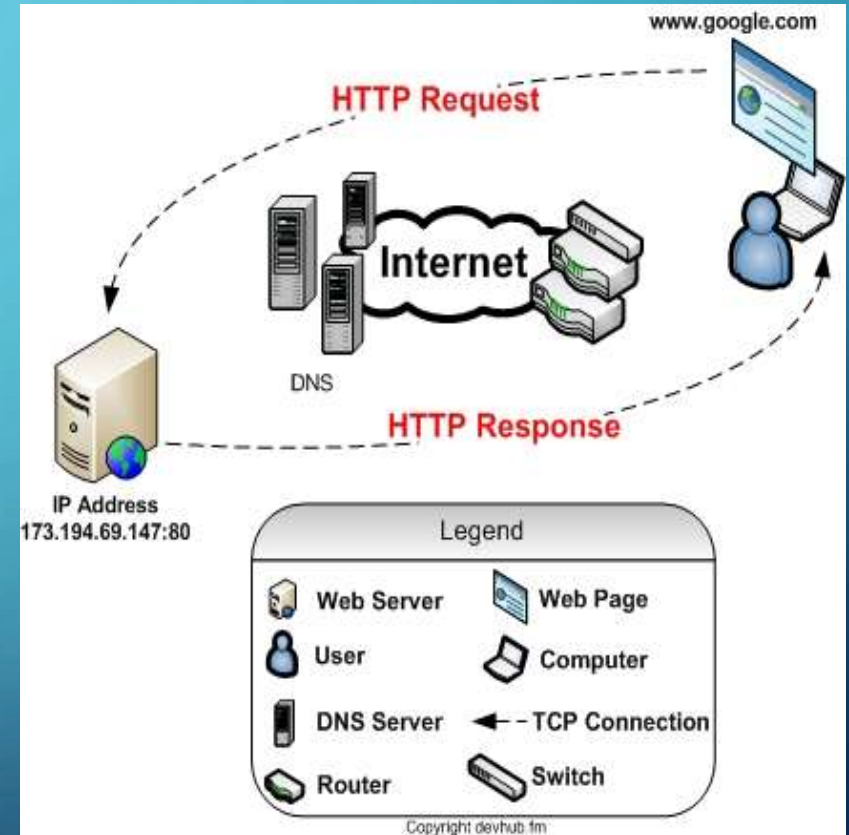 www.google.com
HTTP Request
Internet
DNS
HTTP Response
IP Address
173.194.69.147:80
Legend
Web Server
Web Page
User
Computer
DNS Server
TCP Connection
Router
Switch
Copyright devhub.fm